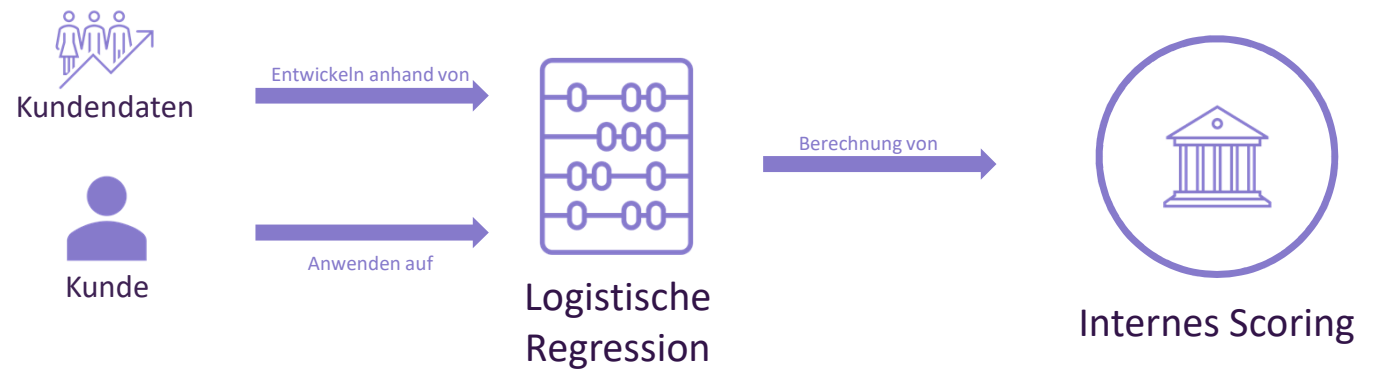 Kundendaten
Entwickeln anhand von
Kunde
Anwenden auf
Logistische
Regression
Berechnung von
Internes Scoring